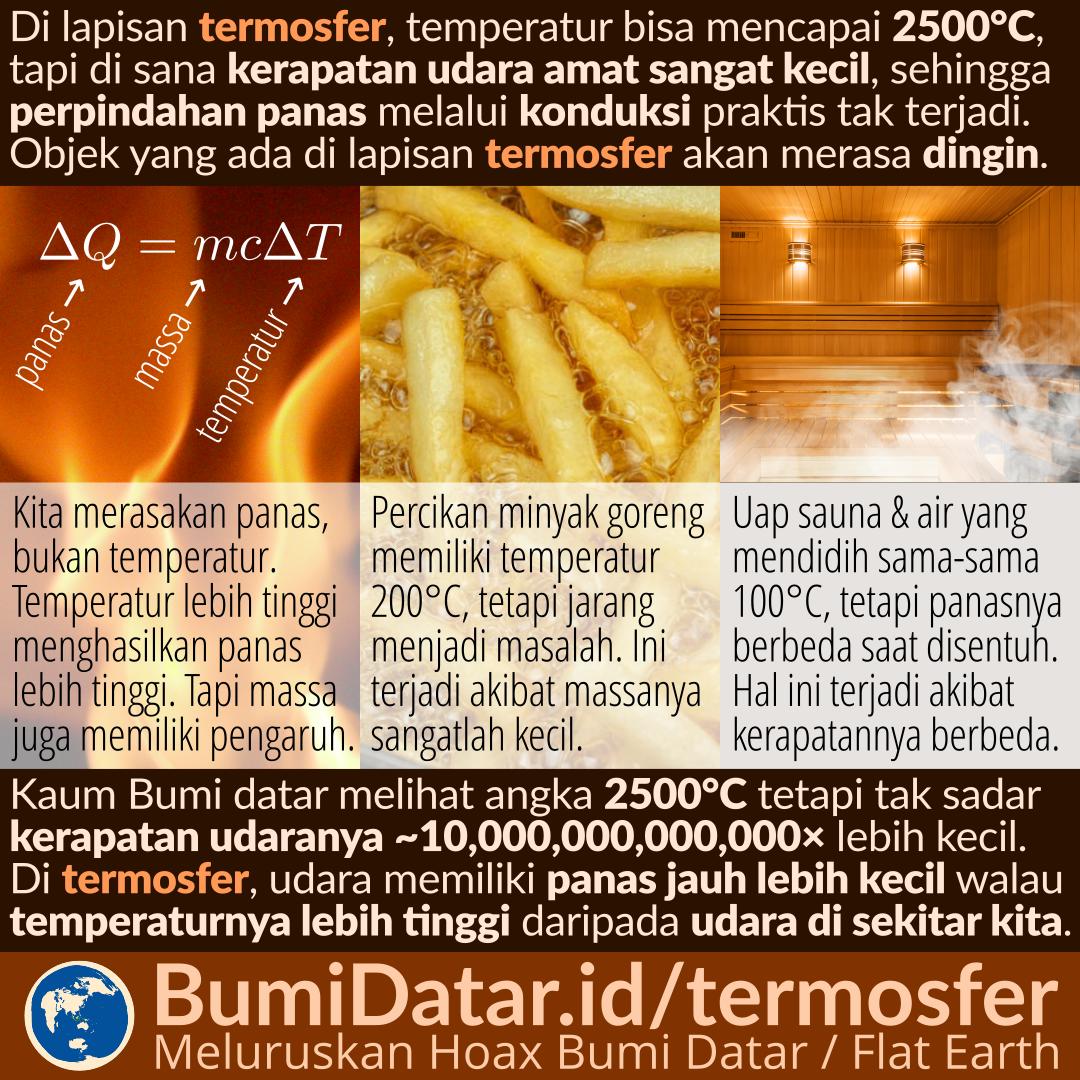 Di lapisan termosfer, temperatur bisa mencapai 2500°C,
tapi di sana kerapatan udara amat sangat kecil, sehingga
perpindahan panas melalui konduksi praktis tak terjadi.
Objek yang ada di lapisan termosfer akan merasa dingin.
ΔQ = mcΔT
panas →
massa →
temperatur →
Kita merasakan panas,
bukan temperatur.
Temperatur lebih tinggi
menghasilkan panas
lebih tinggi. Tapi massa
juga memiliki pengaruh.
Percikan minyak goreng
memiliki temperatur
200°C, tetapi jarang
menjadi masalah. Ini
terjadi akibat massanya
sangatlah kecil.
Uap sauna & air yang
mendidih sama-sama
100°C, tetapi panasnya
berbeda saat disentuh.
Hal ini terjadi akibat
kerapatannya berbeda.
Kaum Bumi datar melihat angka 2500°C tetapi tak sadar
kerapatan udaranya ~10,000,000,000,000× lebih kecil.
Di termosfer, udara memiliki panas jauh lebih kecil walau
temperaturnya lebih tinggi daripada udara di sekitar kita.
BumiDatar.id/termosfer
Meluruskan Hoax Bumi Datar / Flat Earth